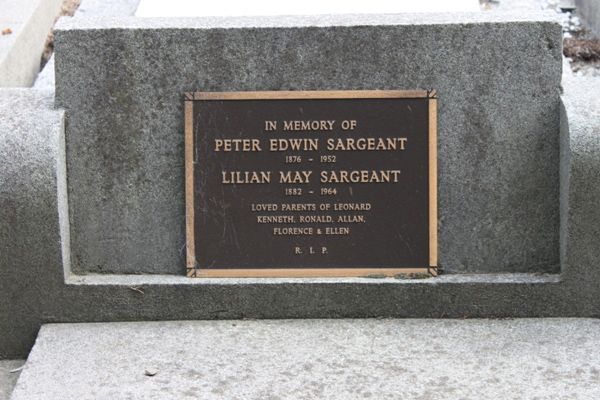 IN MEMORY OF
PETER EDWIN SARGEANT
1876 - 1952
LILIAN MAY SARGEANT
1882 - 1964
LOVED PARENTS OF LEONARD
KENNETH, RONALD, ALLAN,
FLORENCE & ELLEN
R. I. P.